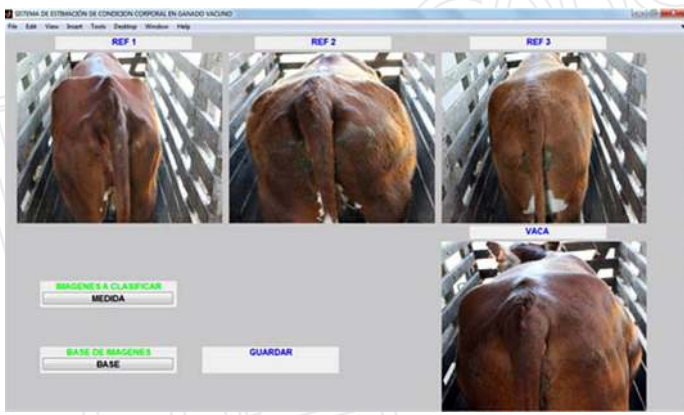 SISTEMA DE ESTIMACIÓN DE CONDICION CORPORAL EN GANADO VACUNO
File Edit View Insert Tools Desktop Window Help
REF 1 REF 2 REF 3
VACA
IMAGENES A CLASIFICAR
MEDIDA
BASE DE IMAGENES
BASE
GUARDAR